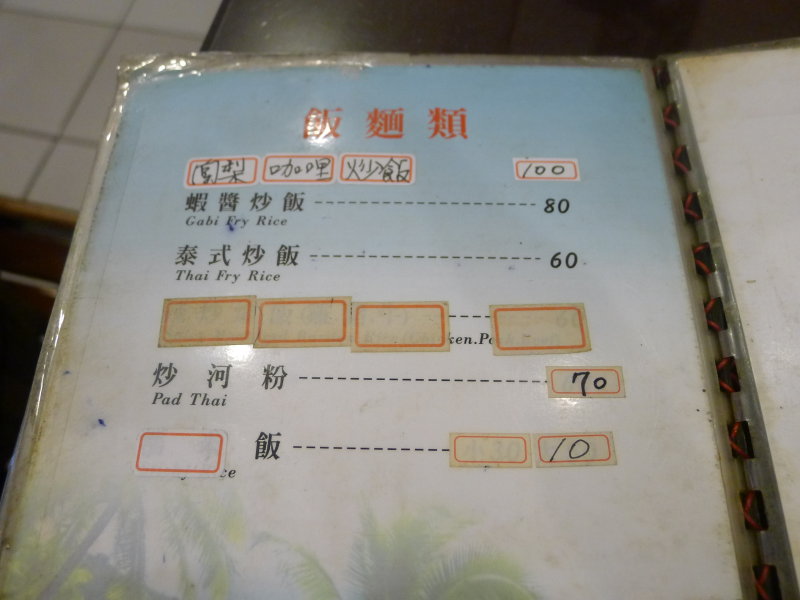 飯麵類
鳳梨 咖哩 炒飯 100
蝦醬炒飯 80
Gabi Fry Rice
泰式炒飯 60
Thai Fry Rice
炒河粉 70
Pad Thai
飯 10